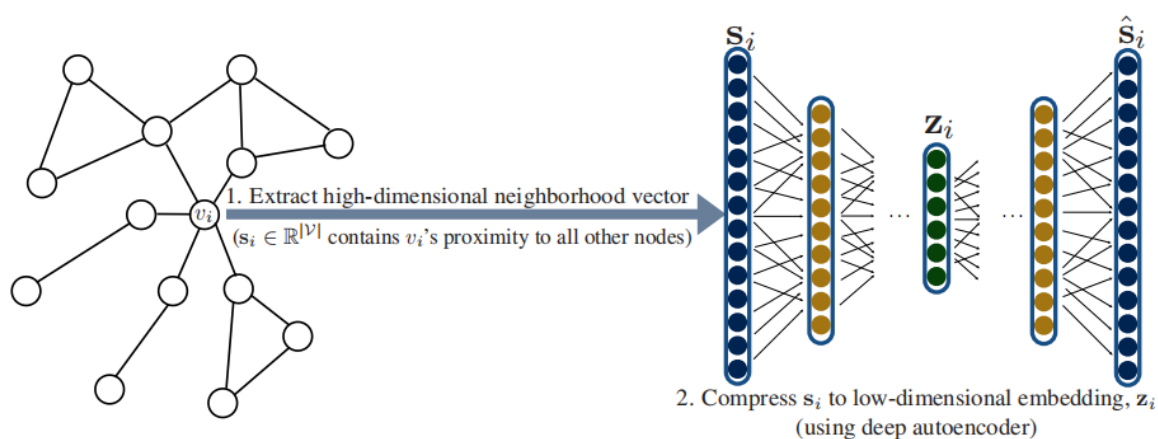 s_i
ŝ_i
z_i
1. Extract high-dimensional neighborhood vector
v_i
(s_i ∈ ℝ^|𝒱| contains v_i’s proximity to all other nodes)
... ...
2. Compress s_i to low-dimensional embedding, z_i
(using deep autoencoder)